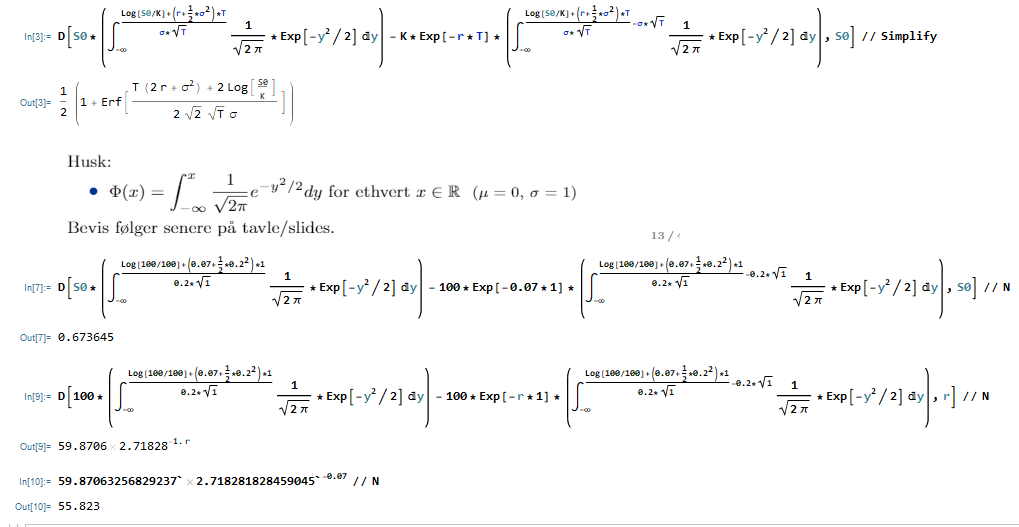 In[3]:= D[S0*(∫_{-∞}^{(Log[S0/K]+(r+1/2*σ^2)*T)/(σ*√T)} 1/√(2 π) * Exp[-y^2/2] dy) - K*Exp[-r*T]*(∫_{-∞}^{(Log[S0/K]+(r+1/2*σ^2)*T)/(σ*√T)-σ*√T} 1/√(2 π) * Exp[-y^2/2] dy), S0] // Simplify
Out[3]= 1/2 (1 + Erf[(T (2 r + σ^2) + 2 Log[S0/K])/(2 √2 √T σ)])
Husk:
• Φ(x) = ∫_{-∞}^{x} 1/√(2π) e^{-y^2/2} dy for ethvert x ∈ ℝ (μ = 0, σ = 1)
Bevis følger senere på tavle/slides.
13 /
In[7]:= D[S0*(∫_{-∞}^{(Log[100/100]+(0.07+1/2*0.2^2)*1)/(0.2*√1)} 1/√(2 π) * Exp[-y^2/2] dy) - 100*Exp[-0.07*1]*(∫_{-∞}^{(Log[100/100]+(0.07+1/2*0.2^2)*1)/(0.2*√1)-0.2*√1} 1/√(2 π) * Exp[-y^2/2] dy), S0] // N
Out[7]= 0.673645
In[9]:= D[100*(∫_{-∞}^{(Log[100/100]+(0.07+1/2*0.2^2)*1)/(0.2*√1)} 1/√(2 π) * Exp[-y^2/2] dy) - 100*Exp[-r*1]*(∫_{-∞}^{(Log[100/100]+(0.07+1/2*0.2^2)*1)/(0.2*√1)-0.2*√1} 1/√(2 π) * Exp[-y^2/2] dy), r] // N
Out[9]= 59.8706 × 2.71828^{-1. r}
In[10]:= 59.87063256829237` × 2.718281828459045`^{-0.07} // N
Out[10]= 55.823